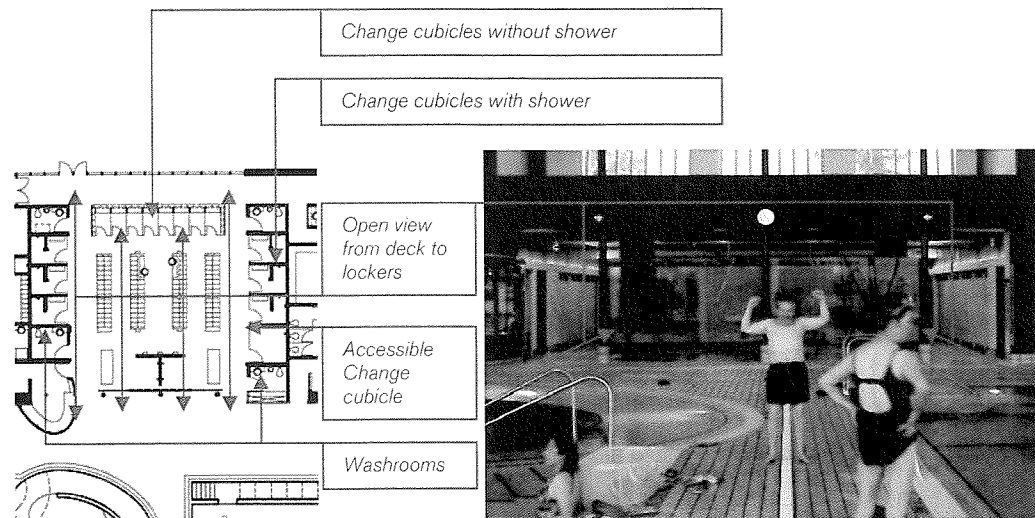 Change cubicles without shower
Change cubicles with shower
Open view
from deck to
lockers
Accessible
Change
cubicle
Washrooms